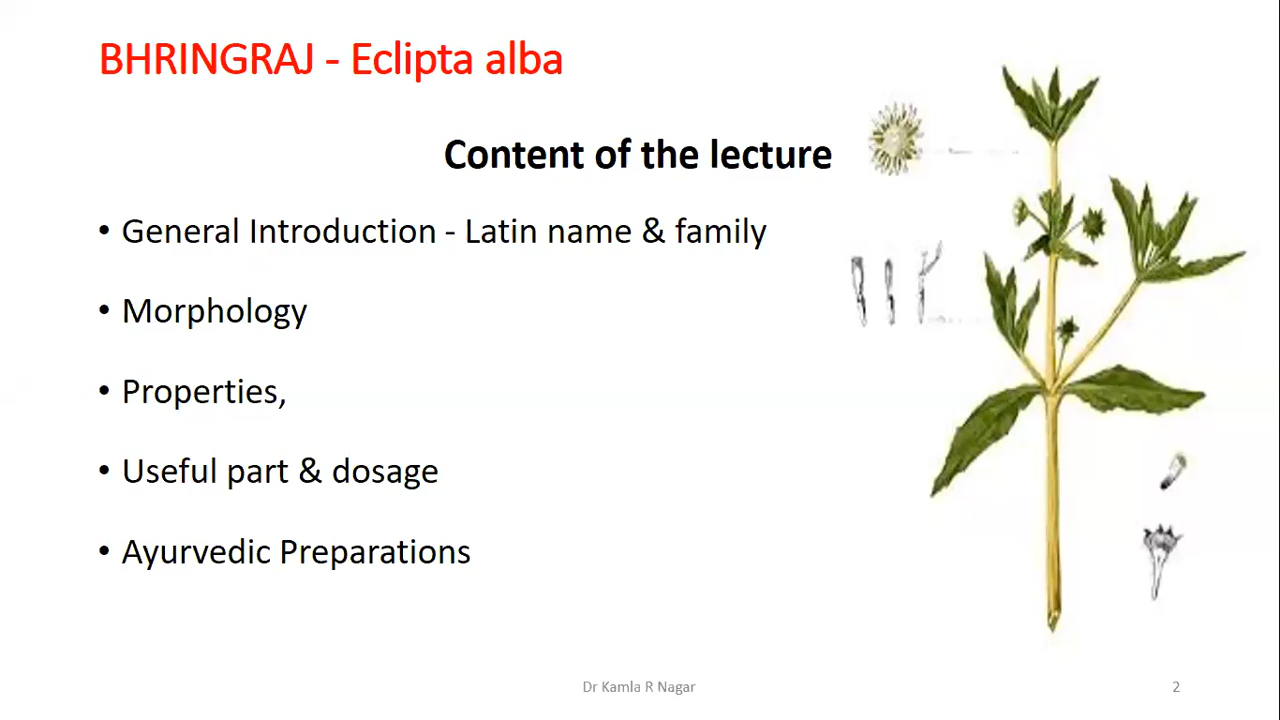 BHRINGRAJ - Eclipta alba
Content of the lecture
• General Introduction - Latin name & family
• Morphology
• Properties,
• Useful part & dosage
• Ayurvedic Preparations
Dr Kamla R Nagar
2